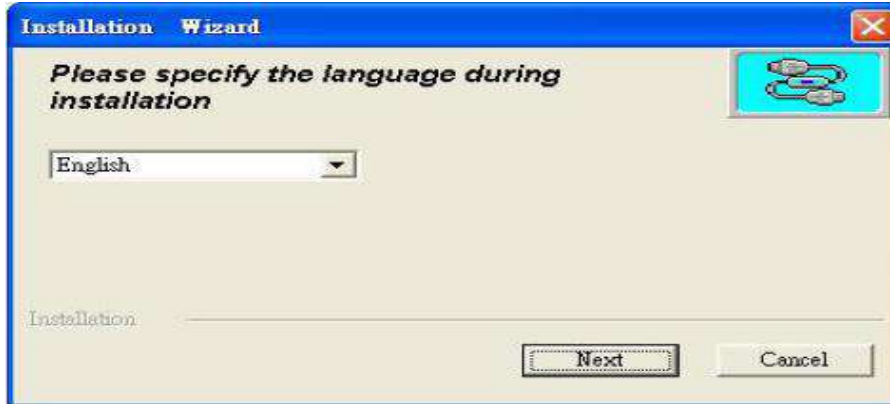 Installation Wizard
Please specify the language during
installation
English
Installation
Next
Cancel